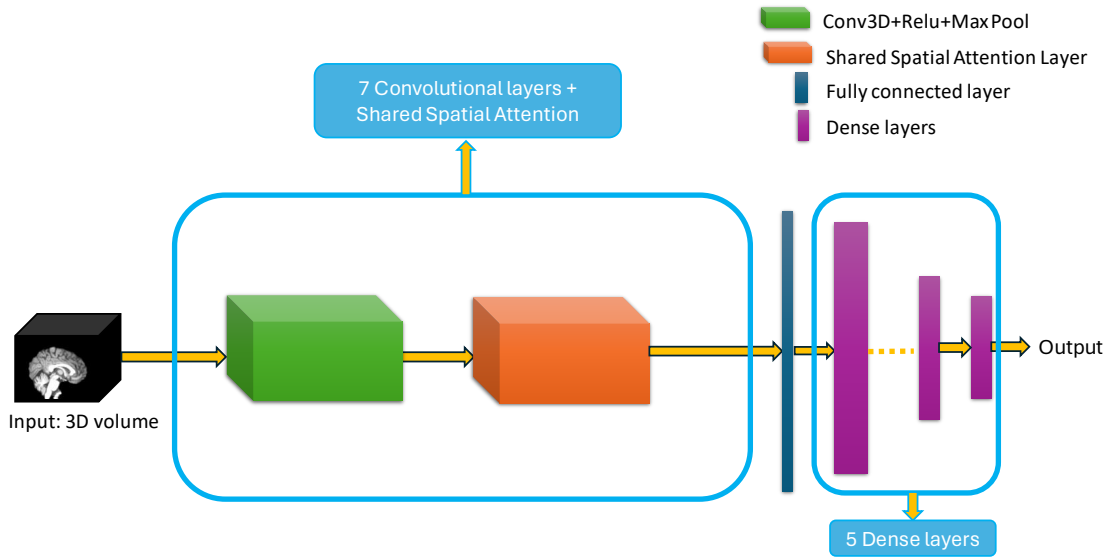 Conv3D+Relu+Max Pool
Shared Spatial Attention Layer
Fully connected layer
Dense layers
7 Convolutional layers +
Shared Spatial Attention
Input: 3D volume
Output
5 Dense layers